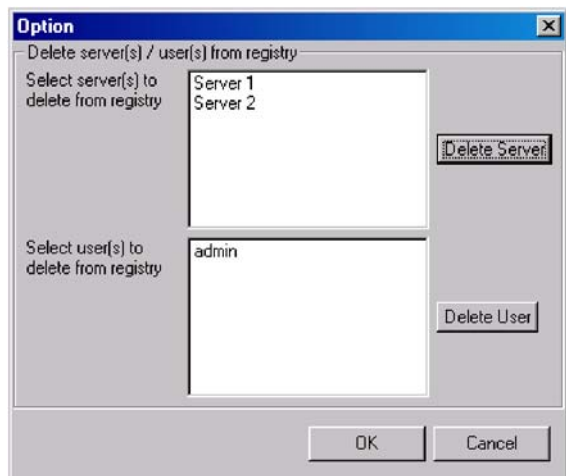 Option
Delete server(s) / user(s) from registry
Select server(s) to
delete from registry
Server 1
Server 2
Delete Server
Select user(s) to
delete from registry
admin
Delete User
OK
Cancel